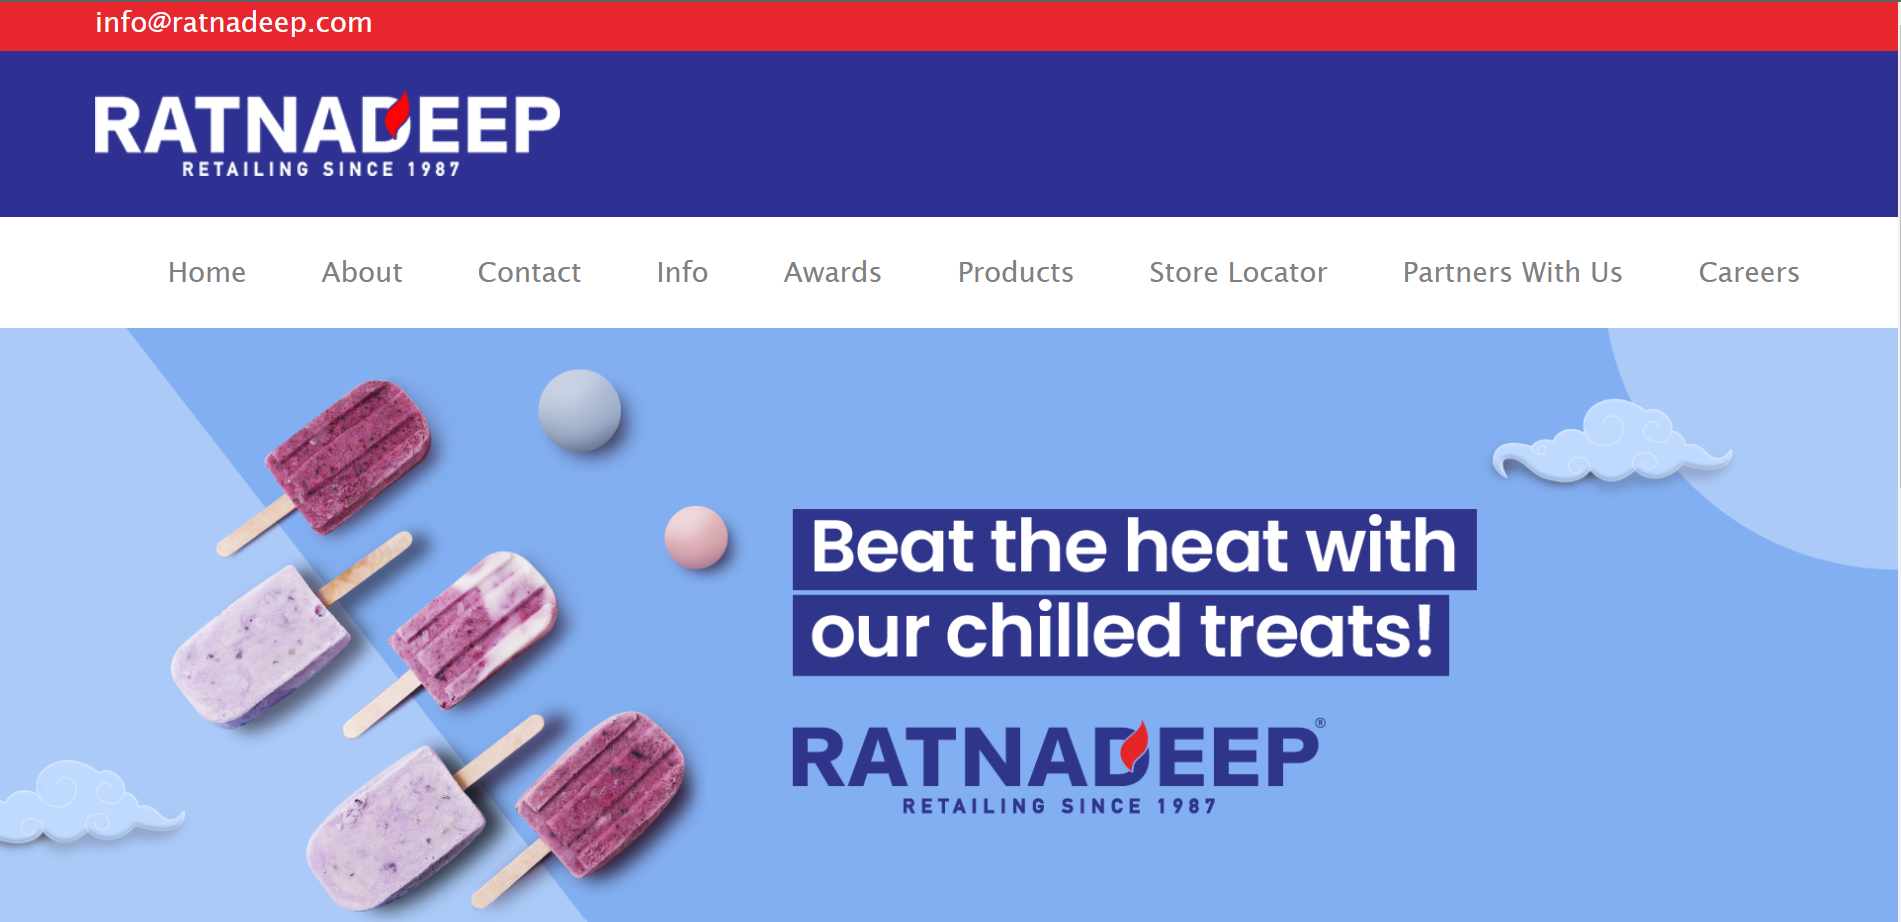 info@ratnadeep.com
RATNADEEP
RETAILING SINCE 1987
Home About Contact Info Awards Products Store Locator Partners With Us Careers
Beat the heat with
our chilled treats!
RATNADEEP®
RETAILING SINCE 1987